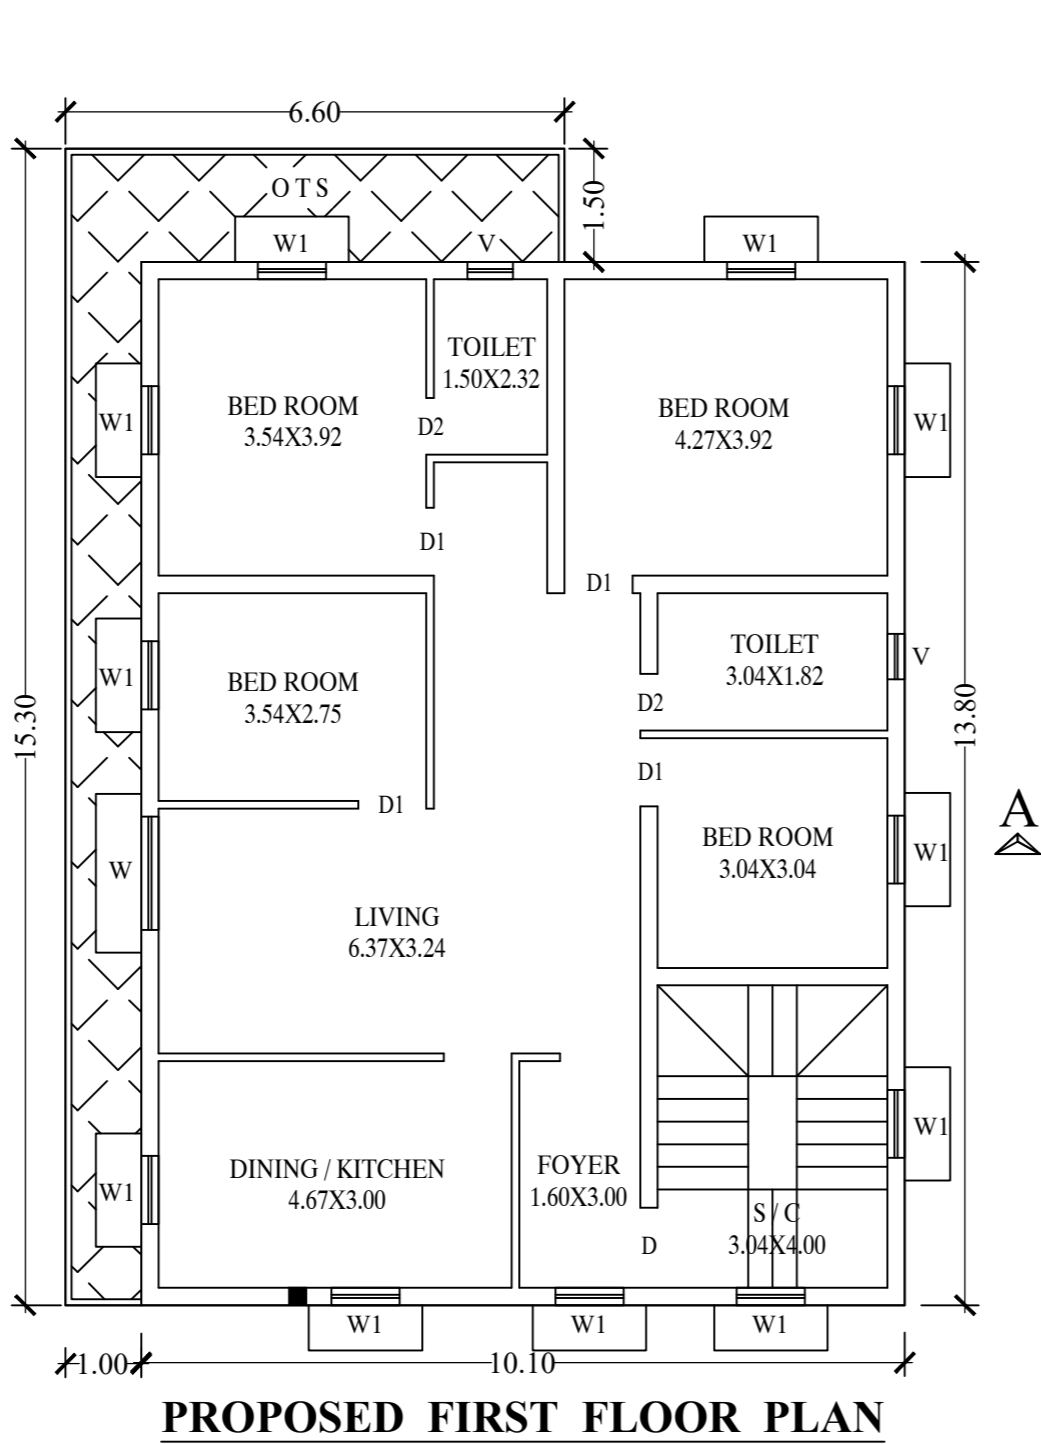 6.60
O T S
1.50
W1
V
W1
TOILET
1.50X2.32
BED ROOM
3.54X3.92
BED ROOM
4.27X3.92
W1
W1
D2
D1
D1
TOILET
3.04X1.82
V
BED ROOM
3.54X2.75
W1
D2
15.30
13.80
D1
D1
A
BED ROOM
3.04X3.04
W1
W
LIVING
6.37X3.24
W1
DINING / KITCHEN
4.67X3.00
FOYER
1.60X3.00
W1
S / C
3.04X4.00
D
W1
W1
W1
1.00
10.10
PROPOSED FIRST FLOOR PLAN